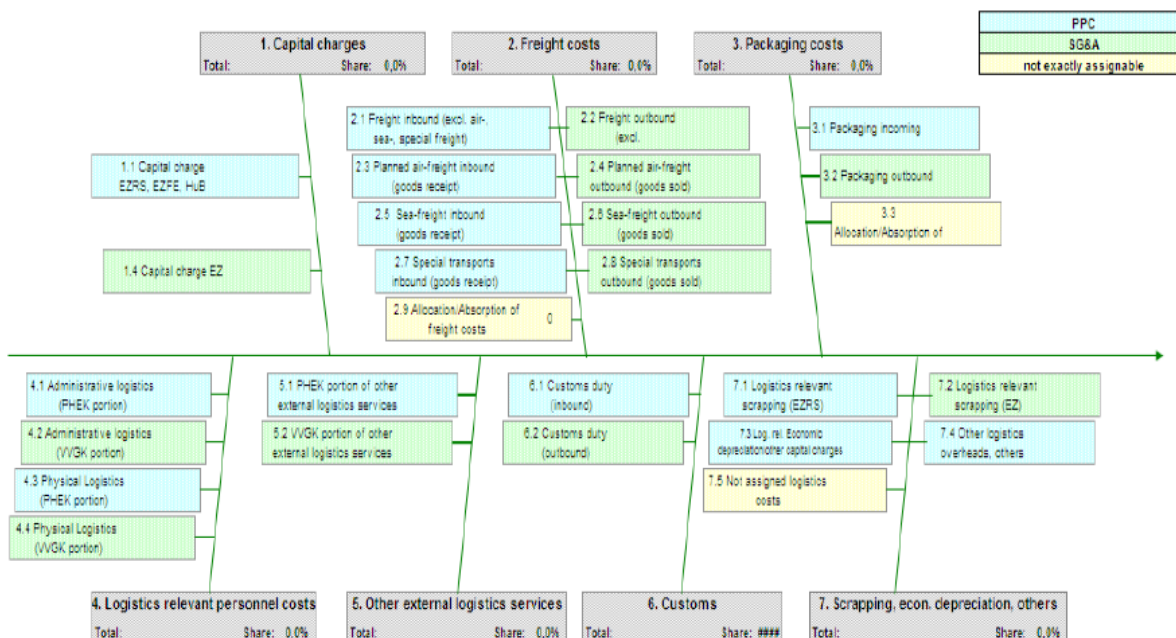 PPC
SG&A
not exactly assignable
1. Capital charges
Total: Share: 0,0%
2. Freight costs
Total: Share: 0,0%
3. Packaging costs
Total: Share: 0,0%
1.1 Capital charge
EZRS, EZFE, HuB
1.4 Capital charge EZ
2.1 Freight inbound (excl. air-,
sea-, special freight)
2.2 Freight outbound
(excl.
2.3 Planned air-freight inbound
(goods receipt)
2.4 Planned air-freight
outbound (goods sold)
2.5 Sea-freight inbound
(goods receipt)
2.6 Sea-freight outbound
(goods sold)
2.7 Special transports
inbound (goods receipt)
2.8 Special transports
outbound (goods sold)
2.9 Allocation/Absorption of
freight costs 0
3.1 Packaging incoming
3.2 Packaging outbound
3.3
Allocation/Absorption of
4.1 Administrative logistics
(PHEK portion)
4.2 Administrative logistics
(VVGK portion)
4.3 Physical Logistics
(PHEK portion)
4.4 Physical Logistics
(VVGK portion)
5.1 PHEK portion of other
external logistics services
5.2 VVGK portion of other
external logistics services
6.1 Customs duty
(inbound)
6.2 Customs duty
(outbound)
7.1 Logistics relevant
scrapping (EZRS)
7.2 Logistics relevant
scrapping (EZ)
7.3 Log. rel. Economic
depreciation/other capital charges
7.4 Other logistics
overheads, others
7.5 Not assigned logistics
costs
4. Logistics relevant personnel costs
Total: Share: 0,0%
5. Other external logistics services
Total: Share: 0,0%
6. Customs
Total: Share: ####
7. Scrapping, econ. depreciation, others
Total: Share: 0,0%